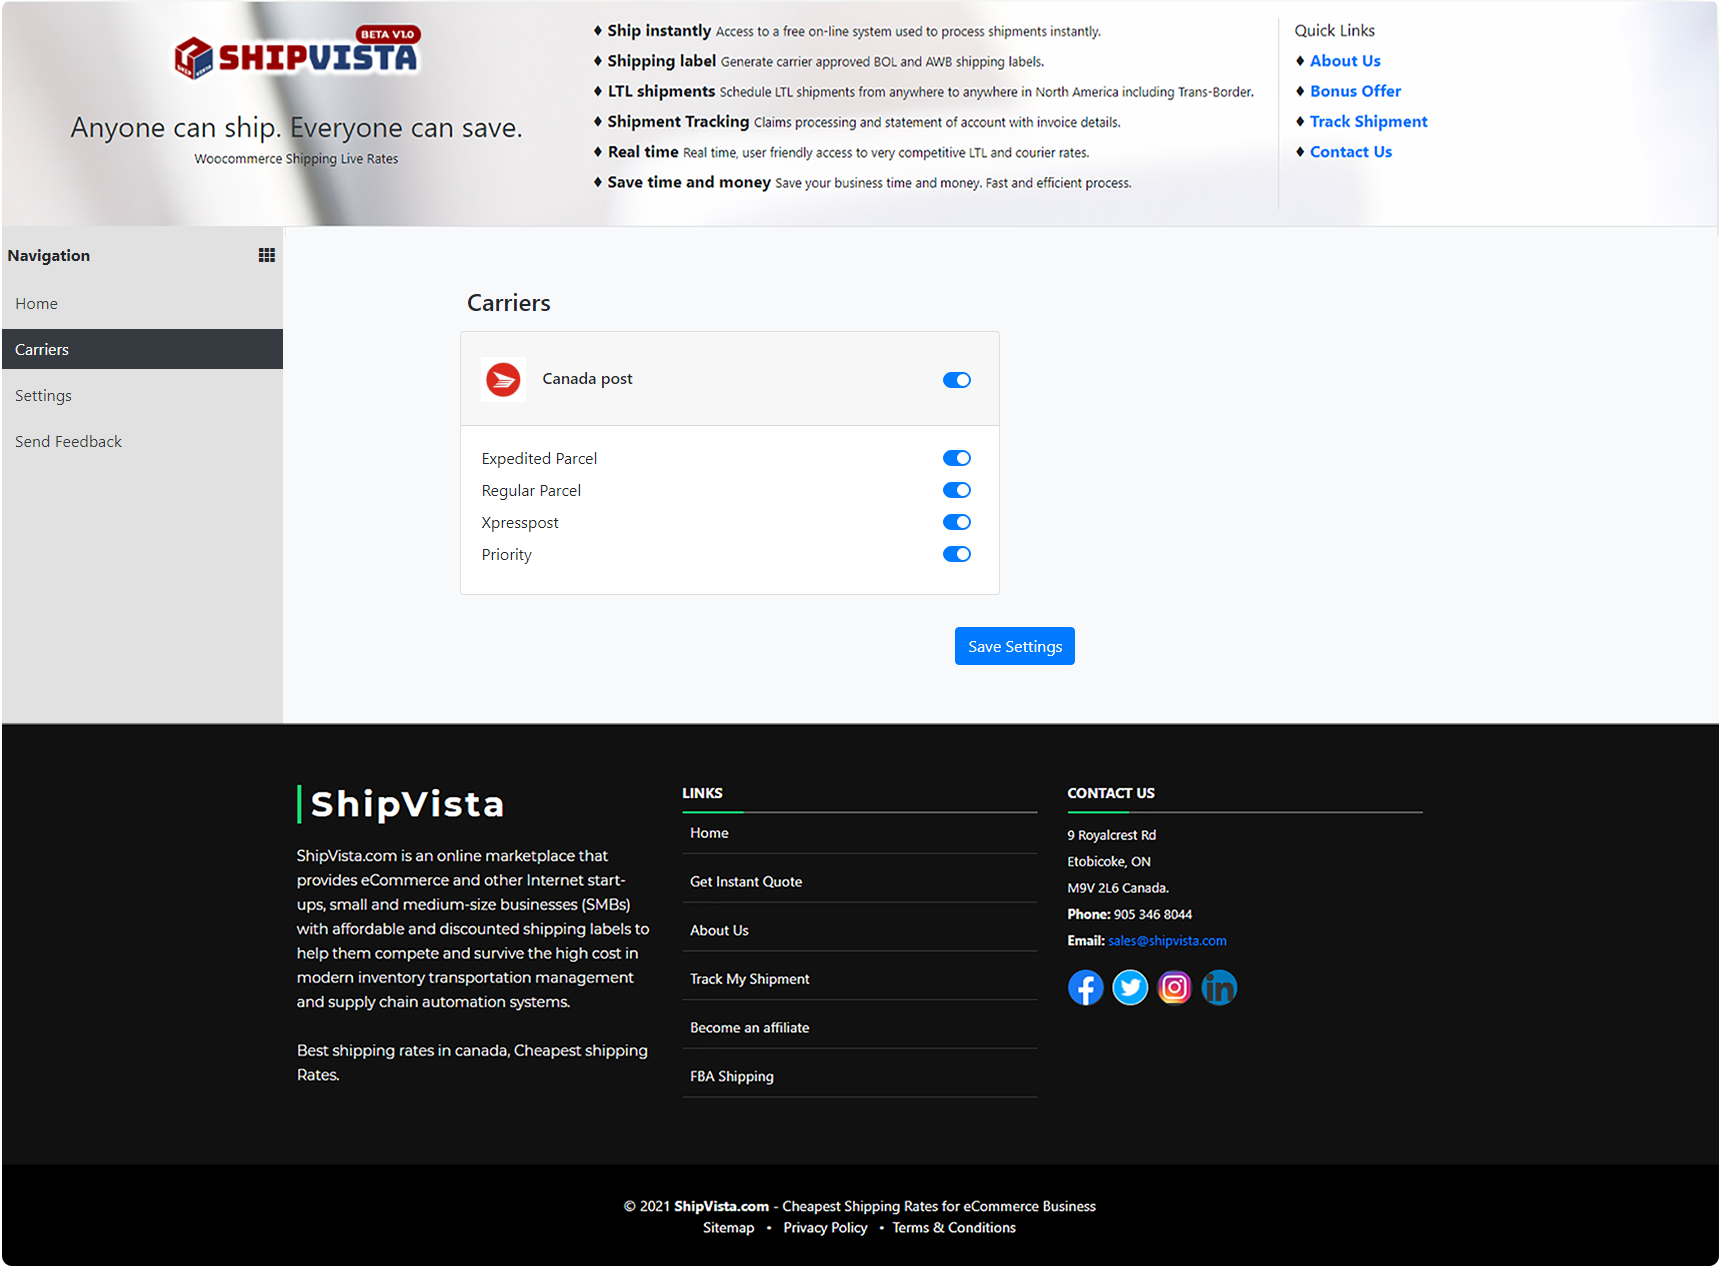 BETA V1.0
SHIPVISTA
Anyone can ship. Everyone can save.
Woocommerce Shipping Live Rates
♦ Ship instantly Access to a free on-line system used to process shipments instantly.
♦ Shipping label Generate carrier approved BOL and AWB shipping labels.
♦ LTL shipments Schedule LTL shipments from anywhere to anywhere in North America including Trans-Border.
♦ Shipment Tracking Claims processing and statement of account with invoice details.
♦ Real time Real time, user friendly access to very competitive LTL and courier rates.
♦ Save time and money Save your business time and money. Fast and efficient process.
Quick Links
♦ About Us
♦ Bonus Offer
♦ Track Shipment
♦ Contact Us
Navigation
Home
Carriers
Settings
Send Feedback
Carriers
Canada post
Expedited Parcel
Regular Parcel
Xpresspost
Priority
Save Settings
ShipVista
ShipVista.com is an online marketplace that
provides eCommerce and other Internet start-
ups, small and medium-size businesses (SMBs)
with affordable and discounted shipping labels to
help them compete and survive the high cost in
modern inventory transportation management
and supply chain automation systems.
Best shipping rates in canada, Cheapest shipping
Rates.
LINKS
Home
Get Instant Quote
About Us
Track My Shipment
Become an affiliate
FBA Shipping
CONTACT US
9 Royalcrest Rd
Etobicoke, ON
M9V 2L6 Canada.
Phone: 905 346 8044
Email: sales@shipvista.com
© 2021 ShipVista.com - Cheapest Shipping Rates for eCommerce Business
Sitemap • Privacy Policy • Terms & Conditions